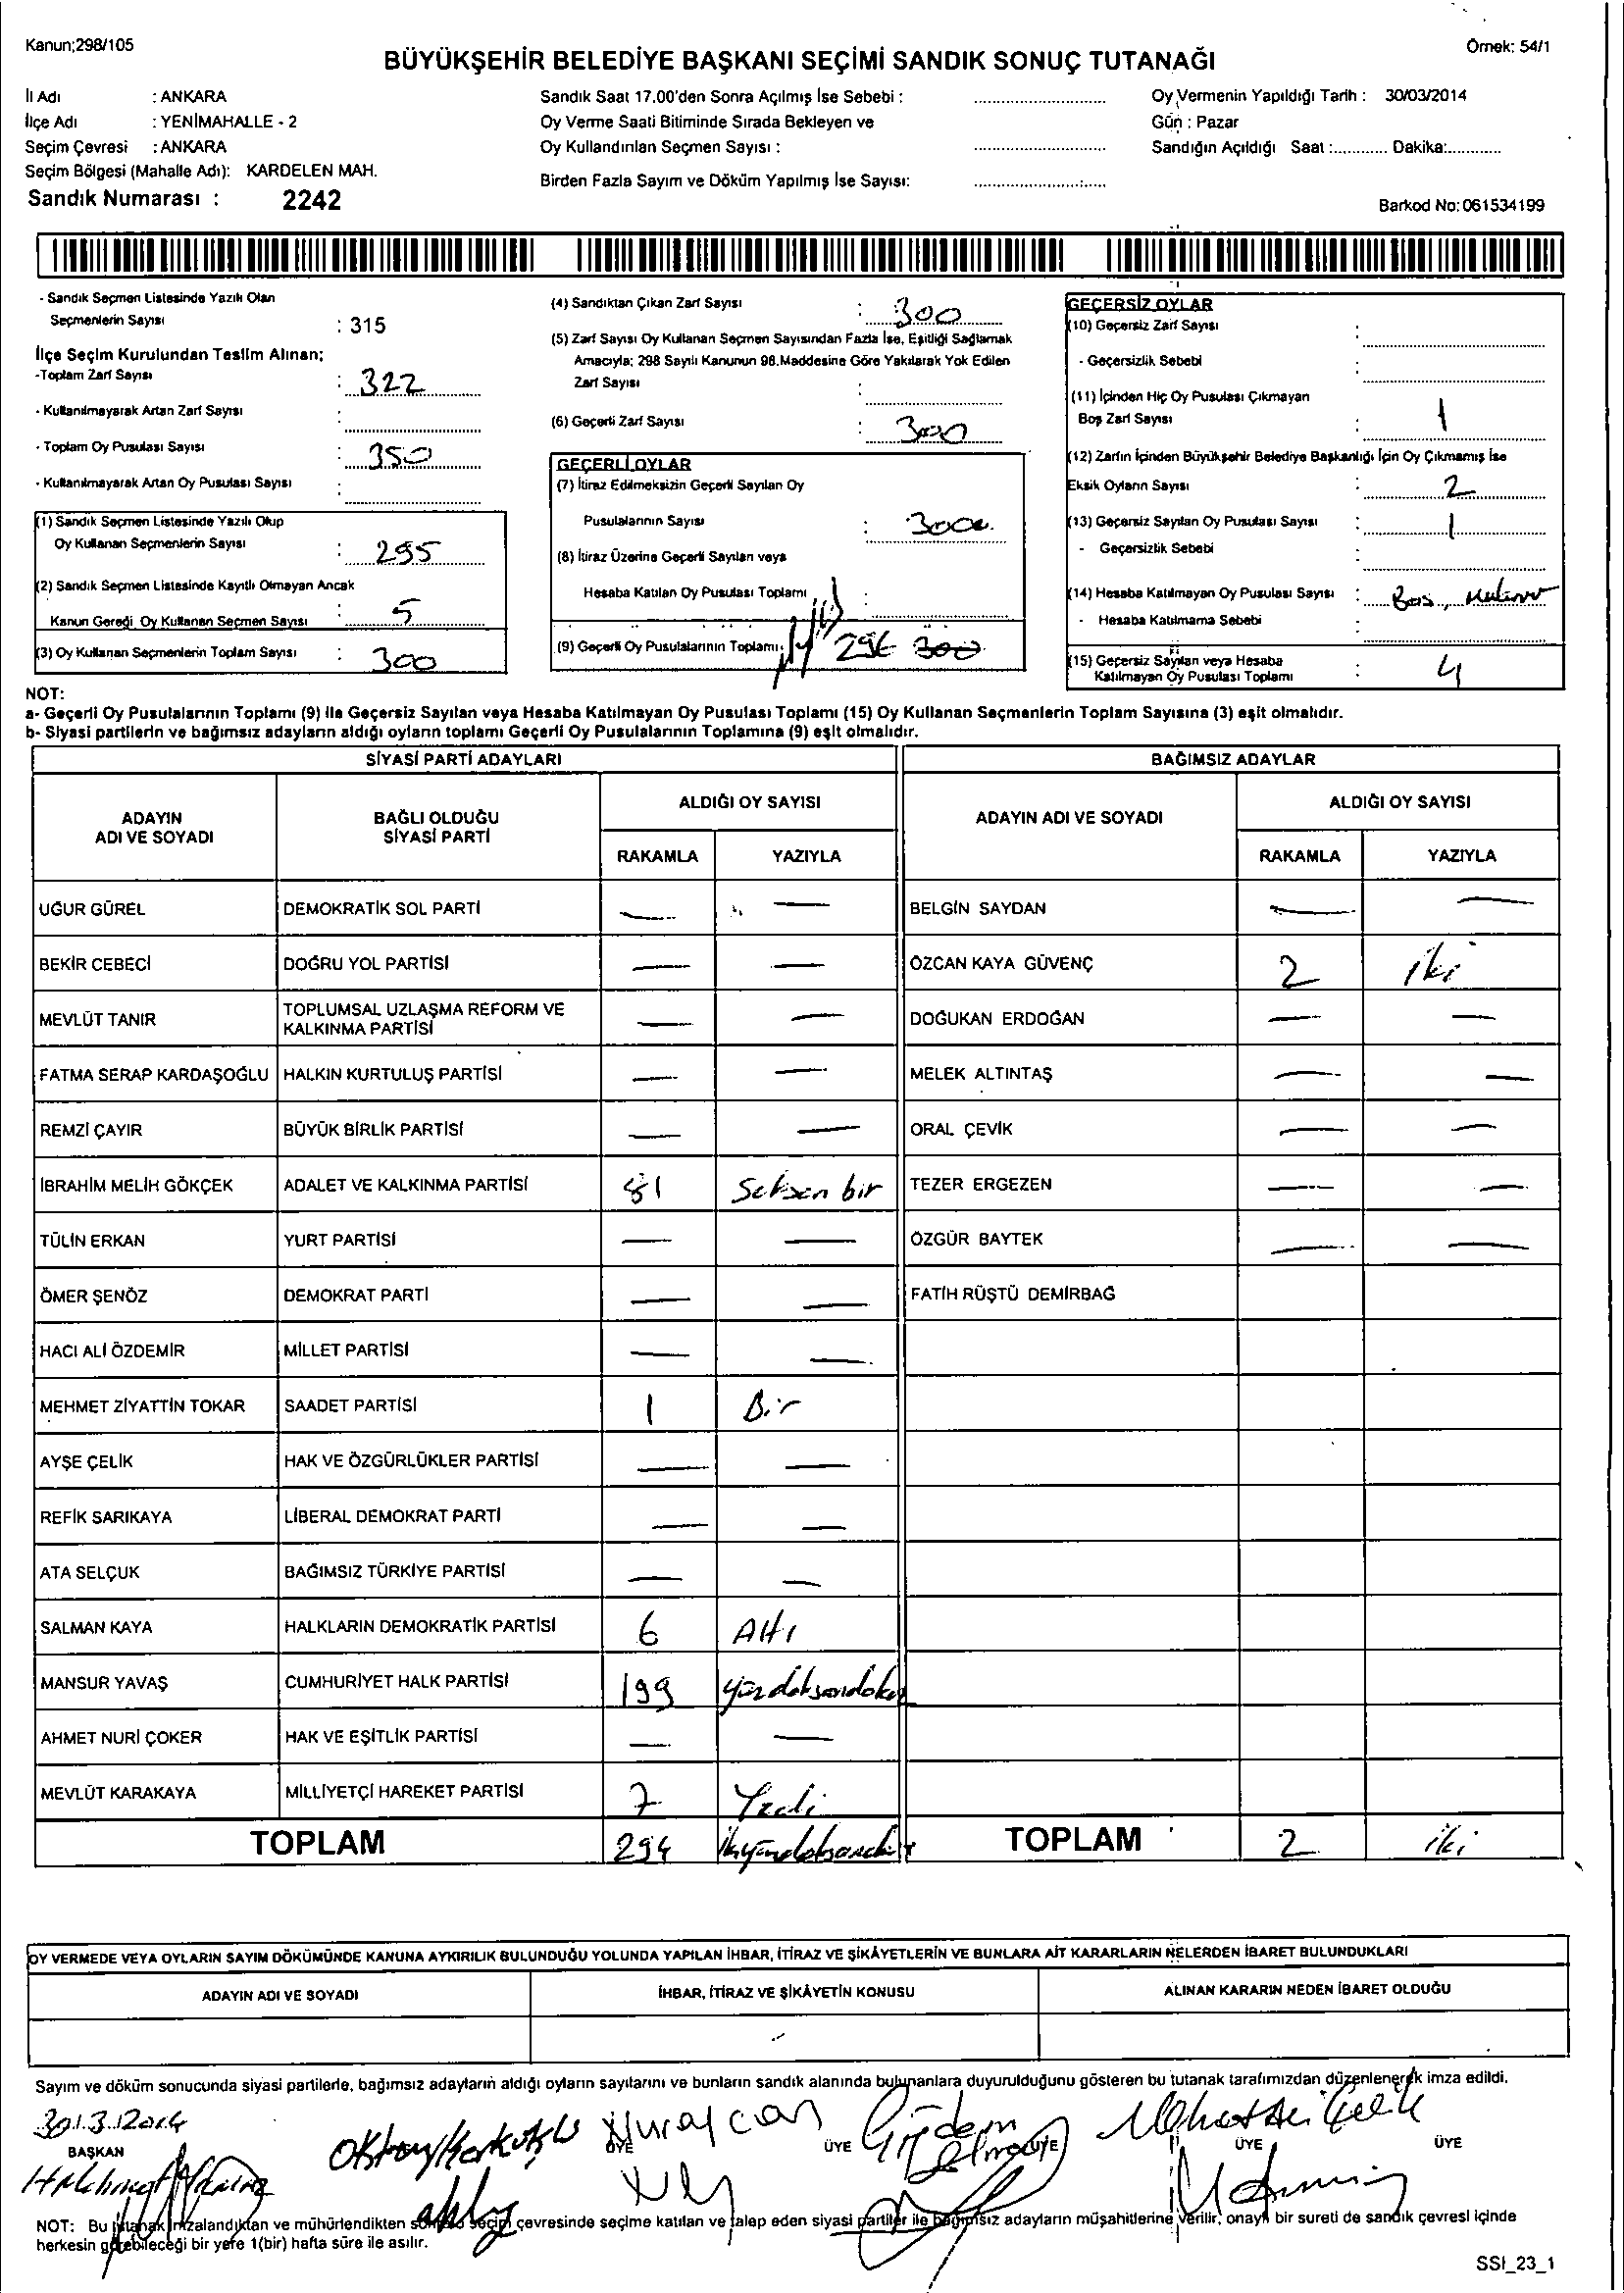 Kanun;298/105
Örnek: 54/1
BÜYÜKŞEHİR BELEDİYE BAŞKANI SEÇİMİ SANDIK SONUÇ TUTANAĞI
İl Adı : ANKARA
İlçe Adı : YENİMAHALLE - 2
Seçim Çevresi : ANKARA
Seçim Bölgesi (Mahalle Adı): KARDELEN MAH.
Sandık Numarası : 2242
Sandık Saat 17.00'den Sonra Açılmış İse Sebebi :
Oy Verme Saati Bitiminde Sırada Bekleyen ve
Oy Kullandırılan Seçmen Sayısı :
Birden Fazla Sayım ve Döküm Yapılmış İse Sayısı:
Oy Vermenin Yapıldığı Tarih : 30/03/2014
Gün : Pazar
Sandığın Açıldığı Saat :............ Dakika:............
Barkod No: 061534199
- Sandık Seçmen Listesinde Yazılı Olan
Seçmenlerin Sayısı : 315
İlçe Seçim Kurulundan Teslim Alınan;
-Toplam Zarf Sayısı : 322
- Kullanılmayarak Artan Zarf Sayısı :
- Toplam Oy Pusulası Sayısı : 350
- Kullanılmayarak Artan Oy Pusulası Sayısı :
(1) Sandık Seçmen Listesinde Yazılı Olup
Oy Kullanan Seçmenlerin Sayısı : 295
(2) Sandık Seçmen Listesinde Kayıtlı Olmayan Ancak
Kanun Gereği Oy Kullanan Seçmen Sayısı : 5
(3) Oy Kullanan Seçmenlerin Toplam Sayısı : 300
(4) Sandıktan Çıkan Zarf Sayısı : 300
(5) Zarf Sayısı Oy Kullanan Seçmen Sayısından Fazla İse, Eşitliği Sağlamak
Amacıyla; 298 Sayılı Kanunun 98.Maddesine Göre Yakılarak Yok Edilen
Zarf Sayısı :
(6) Geçerli Zarf Sayısı : 300
GEÇERLİ OYLAR
(7) İtiraz Edilmeksizin Geçerli Sayılan Oy
Pusulalarının Sayısı : 300
(8) İtiraz Üzerine Geçerli Sayılan veya
Hesaba Katılan Oy Pusulası Toplamı :
(9) Geçerli Oy Pusulalarının Toplamı: 296 300
GEÇERSİZ OYLAR
(10) Geçersiz Zarf Sayısı :
- Geçersizlik Sebebi :
(11) İçinden Hiç Oy Pusulası Çıkmayan
Boş Zarf Sayısı : 1
(12) Zarfın İçinden Büyükşehir Belediye Başkanlığı İçin Oy Çıkmamış İse
Eksik Oyların Sayısı : 2
(13) Geçersiz Sayılan Oy Pusulası Sayısı : 1
- Geçersizlik Sebebi :
(14) Hesaba Katılmayan Oy Pusulası Sayısı : Boş,
- Hesaba Katılmama Sebebi :
(15) Geçersiz Sayılan veya Hesaba
Katılmayan Oy Pusulası Toplamı : 4
NOT:
a- Geçerli Oy Pusulalarının Toplamı (9) ile Geçersiz Sayılan veya Hesaba Katılmayan Oy Pusulası Toplamı (15) Oy Kullanan Seçmenlerin Toplam Sayısına (3) eşit olmalıdır.
b- Siyasi partilerin ve bağımsız adayların aldığı oyların toplamı Geçerli Oy Pusulalarının Toplamına (9) eşit olmalıdır.
SİYASİ PARTİ ADAYLARI
BAĞIMSIZ ADAYLAR
ADAYIN ADI VE SOYADI
BAĞLI OLDUĞU SİYASİ PARTİ
ALDIĞI OY SAYISI
RAKAMLA YAZIYLA
ADAYIN ADI VE SOYADI
ALDIĞI OY SAYISI
RAKAMLA YAZIYLA
UĞUR GÜREL DEMOKRATİK SOL PARTİ — — BELGİN SAYDAN — —
BEKİR CEBECİ DOĞRU YOL PARTİSİ — — ÖZCAN KAYA GÜVENÇ 2 iki
MEVLÜT TANIR TOPLUMSAL UZLAŞMA REFORM VE KALKINMA PARTİSİ — — DOĞUKAN ERDOĞAN — —
FATMA SERAP KARDAŞOĞLU HALKIN KURTULUŞ PARTİSİ — — MELEK ALTINTAŞ — —
REMZİ ÇAYIR BÜYÜK BİRLİK PARTİSİ — — ORAL ÇEVİK — —
İBRAHİM MELİH GÖKÇEK ADALET VE KALKINMA PARTİSİ 81 Seksen bir TEZER ERGEZEN — —
TÜLİN ERKAN YURT PARTİSİ — — ÖZGÜR BAYTEK — —
ÖMER ŞENÖZ DEMOKRAT PARTİ — — FATİH RÜŞTÜ DEMİRBAĞ
HACI ALİ ÖZDEMİR MİLLET PARTİSİ — —
MEHMET ZİYATTİN TOKAR SAADET PARTİSİ 1 Bir
AYŞE ÇELİK HAK VE ÖZGÜRLÜKLER PARTİSİ — —
REFİK SARIKAYA LİBERAL DEMOKRAT PARTİ — —
ATA SELÇUK BAĞIMSIZ TÜRKİYE PARTİSİ — —
SALMAN KAYA HALKLARIN DEMOKRATİK PARTİSİ 6 Altı
MANSUR YAVAŞ CUMHURİYET HALK PARTİSİ 199 yüzdoksandokuz
AHMET NURİ ÇOKER HAK VE EŞİTLİK PARTİSİ — —
MEVLÜT KARAKAYA MİLLİYETÇİ HAREKET PARTİSİ 7 Yedi
TOPLAM 294 ikiyüzdoksandört TOPLAM 2 iki
OY VERMEDE VEYA OYLARIN SAYIM DÖKÜMÜNDE KANUNA AYKIRILIK BULUNDUĞU YOLUNDA YAPILAN İHBAR, İTİRAZ VE ŞİKÂYETLERİN VE BUNLARA AİT KARARLARIN NELERDEN İBARET BULUNDUKLARI
ADAYIN ADI VE SOYADI İHBAR, İTİRAZ VE ŞİKÂYETİN KONUSU ALINAN KARARIN NEDEN İBARET OLDUĞU
Sayım ve döküm sonucunda siyasi partilerle, bağımsız adayların aldığı oyların sayılarını ve bunların sandık alanında bulunanlara duyurulduğunu gösteren bu tutanak tarafımızdan düzenlenerek imza edildi.
30.3.2014
BAŞKAN ÜYE ÜYE ÜYE ÜYE ÜYE
Nuray can Çiğdem
NOT: Bu tutanak imzalandıktan ve mühürlendikten sonra seçim çevresinde seçime katılan ve talep eden siyasi partiler ile bağımsız adayların müşahitlerine verilir, onaylı bir sureti de sandık çevresi içinde
herkesin görebileceği bir yere 1(bir) hafta süre ile asılır.
SSI_23_1